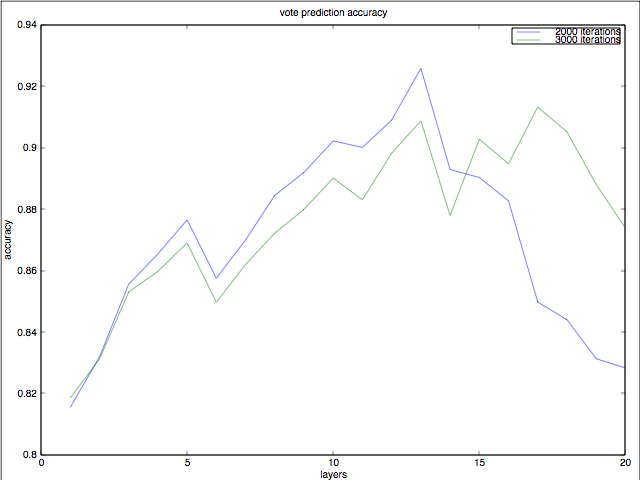 vote prediction accuracy
0.94
2000 iterations
3000 iterations
0.92
0.9
0.88
accuracy
0.86
0.84
0.82
0.8
0 5 10 15 20
layers